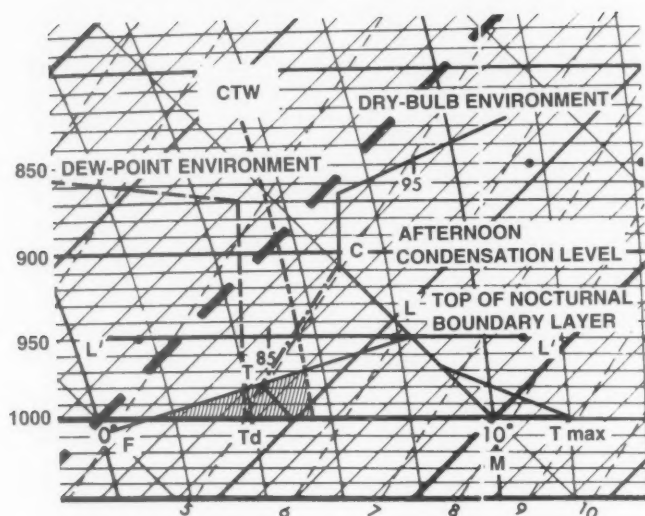 CTW
DRY-BULB ENVIRONMENT
850
DEW-POINT ENVIRONMENT
95
900
C
AFTERNOON
CONDENSATION LEVEL
L
TOP OF NOCTURNAL
BOUNDARY LAYER
950
L'
T
85
L'
1000
0°
F
Td
10°
T max
M
5
6
7
8
9
10